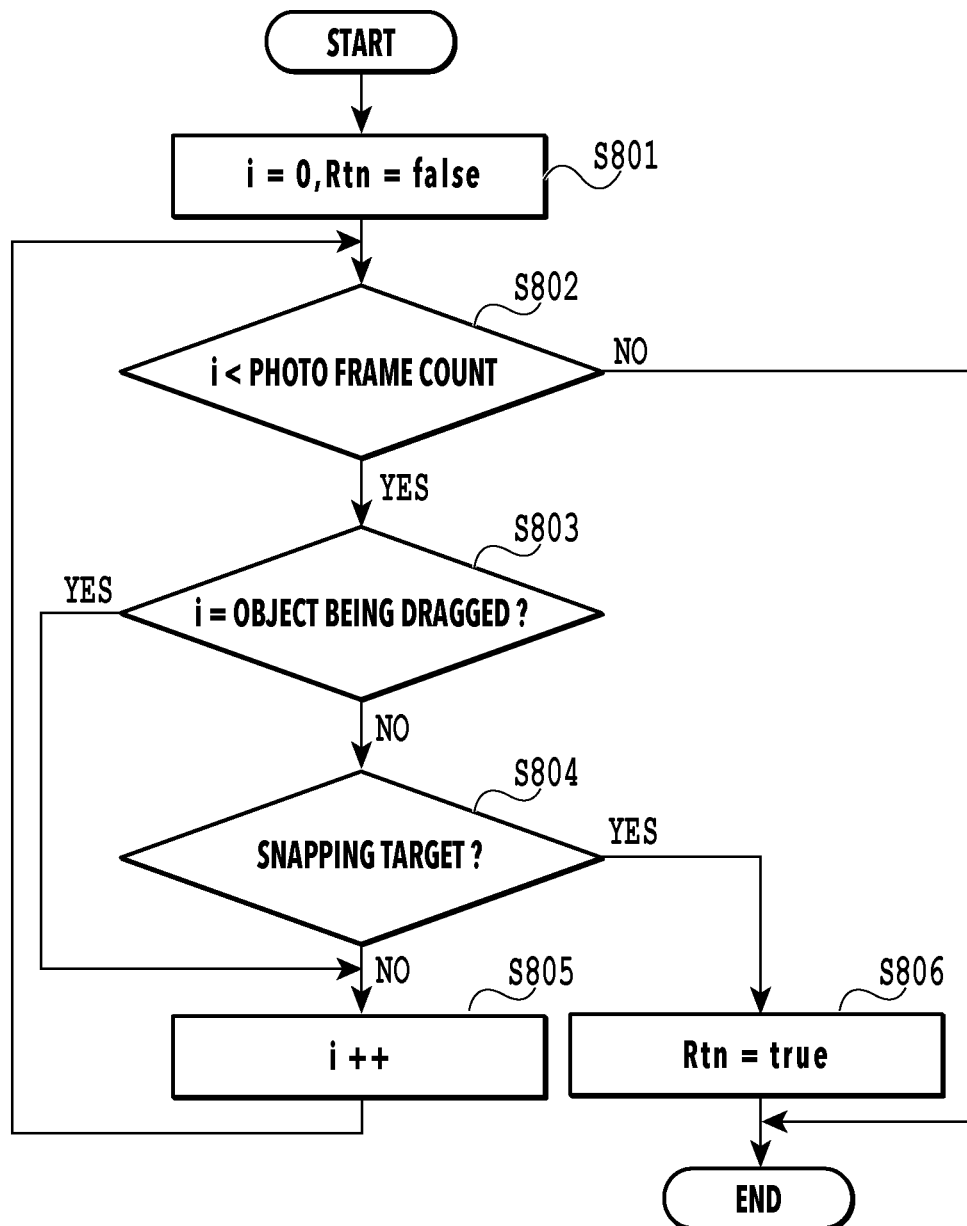 START
i = 0,Rtn = false
S801
S802
i < PHOTO FRAME COUNT
NO
YES
S803
YES
i = OBJECT BEING DRAGGED ?
NO
S804
SNAPPING TARGET ?
YES
NO
S805
S806
i ++
Rtn = true
END